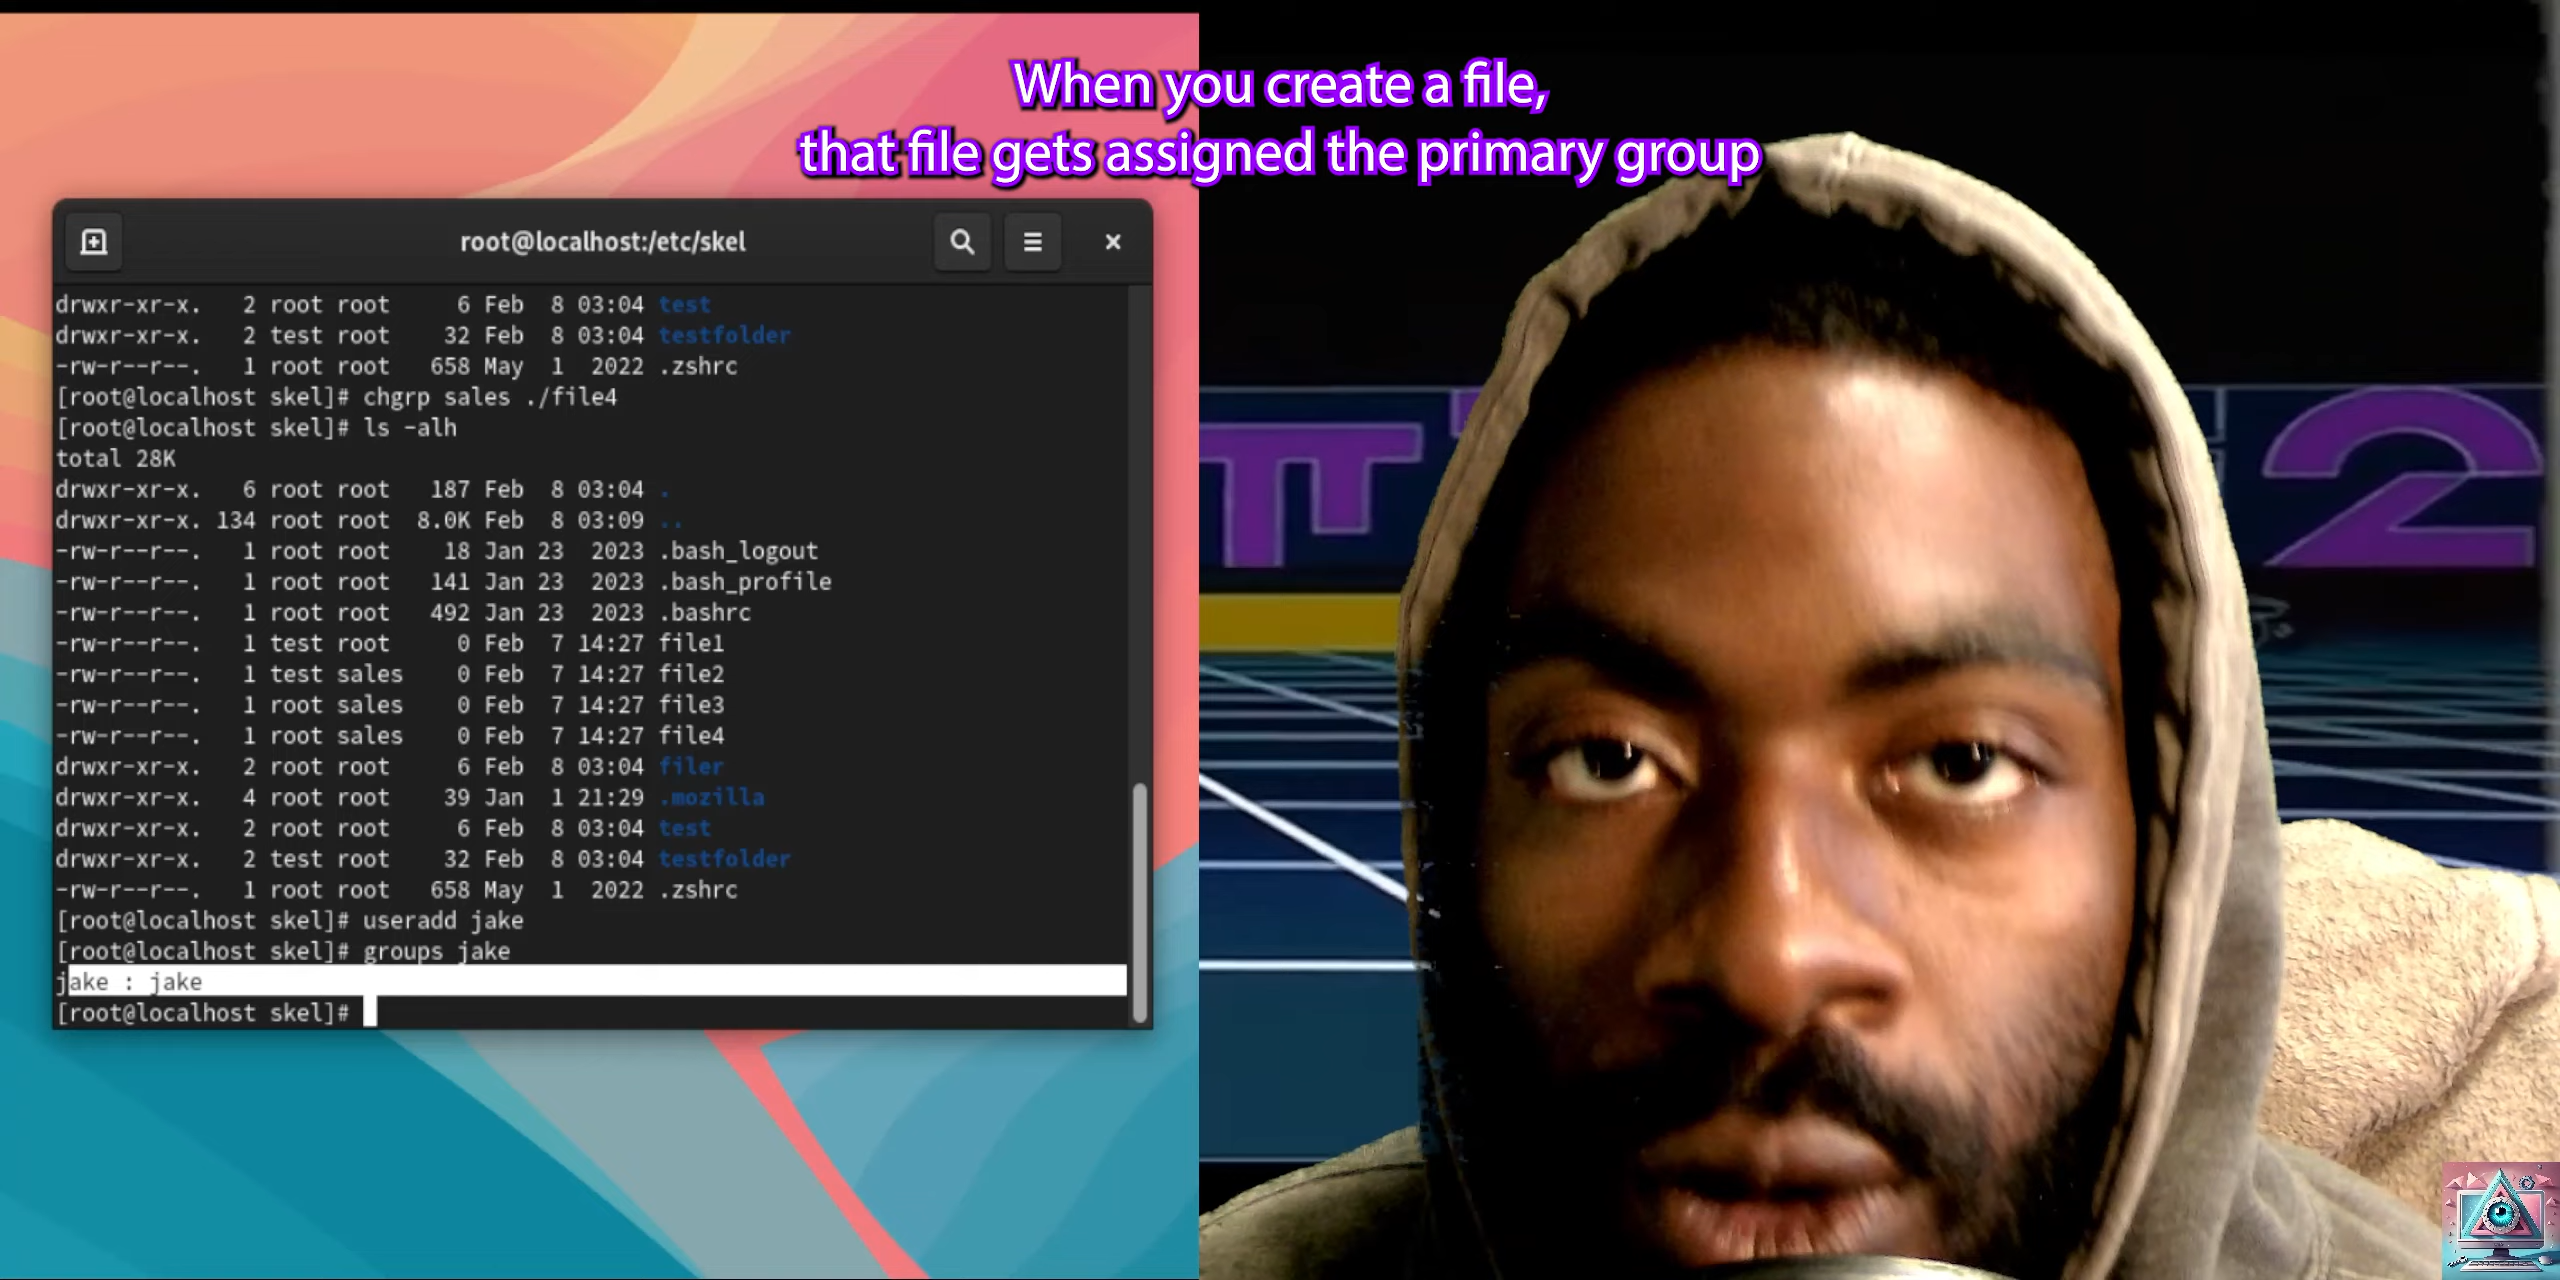 When you create a file,
that file gets assigned the primary group
root@localhost:/etc/skel
drwxr-xr-x.   2 root root     6 Feb  8 03:04 test
drwxr-xr-x.   2 test root    32 Feb  8 03:04 testfolder
-rw-r--r--.   1 root root   658 May  1  2022 .zshrc
[root@localhost skel]# chgrp sales ./file4
[root@localhost skel]# ls -alh
total 28K
drwxr-xr-x.   6 root root   187 Feb  8 03:04 .
drwxr-xr-x. 134 root root  8.0K Feb  8 03:09 ..
-rw-r--r--.   1 root root    18 Jan 23  2023 .bash_logout
-rw-r--r--.   1 root root   141 Jan 23  2023 .bash_profile
-rw-r--r--.   1 root root   492 Jan 23  2023 .bashrc
-rw-r--r--.   1 test root     0 Feb  7 14:27 file1
-rw-r--r--.   1 test sales    0 Feb  7 14:27 file2
-rw-r--r--.   1 root sales    0 Feb  7 14:27 file3
-rw-r--r--.   1 root sales    0 Feb  7 14:27 file4
drwxr-xr-x.   2 root root     6 Feb  8 03:04 filer
drwxr-xr-x.   4 root root    39 Jan  1 21:29 .mozilla
drwxr-xr-x.   2 root root     6 Feb  8 03:04 test
drwxr-xr-x.   2 test root    32 Feb  8 03:04 testfolder
-rw-r--r--.   1 root root   658 May  1  2022 .zshrc
[root@localhost skel]# useradd jake
[root@localhost skel]# groups jake
jake : jake
[root@localhost skel]#
2